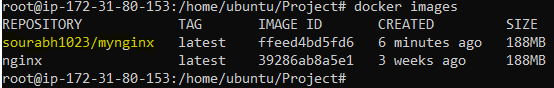 root@ip-172-31-80-153:/home/ubuntu/Project# docker images
REPOSITORY TAG IMAGE ID CREATED SIZE
sourabh1023/mynginx latest ffeed4bd5fd6 6 minutes ago 188MB
nginx latest 39286ab8a5e1 3 weeks ago 188MB
root@ip-172-31-80-153:/home/ubuntu/Project#